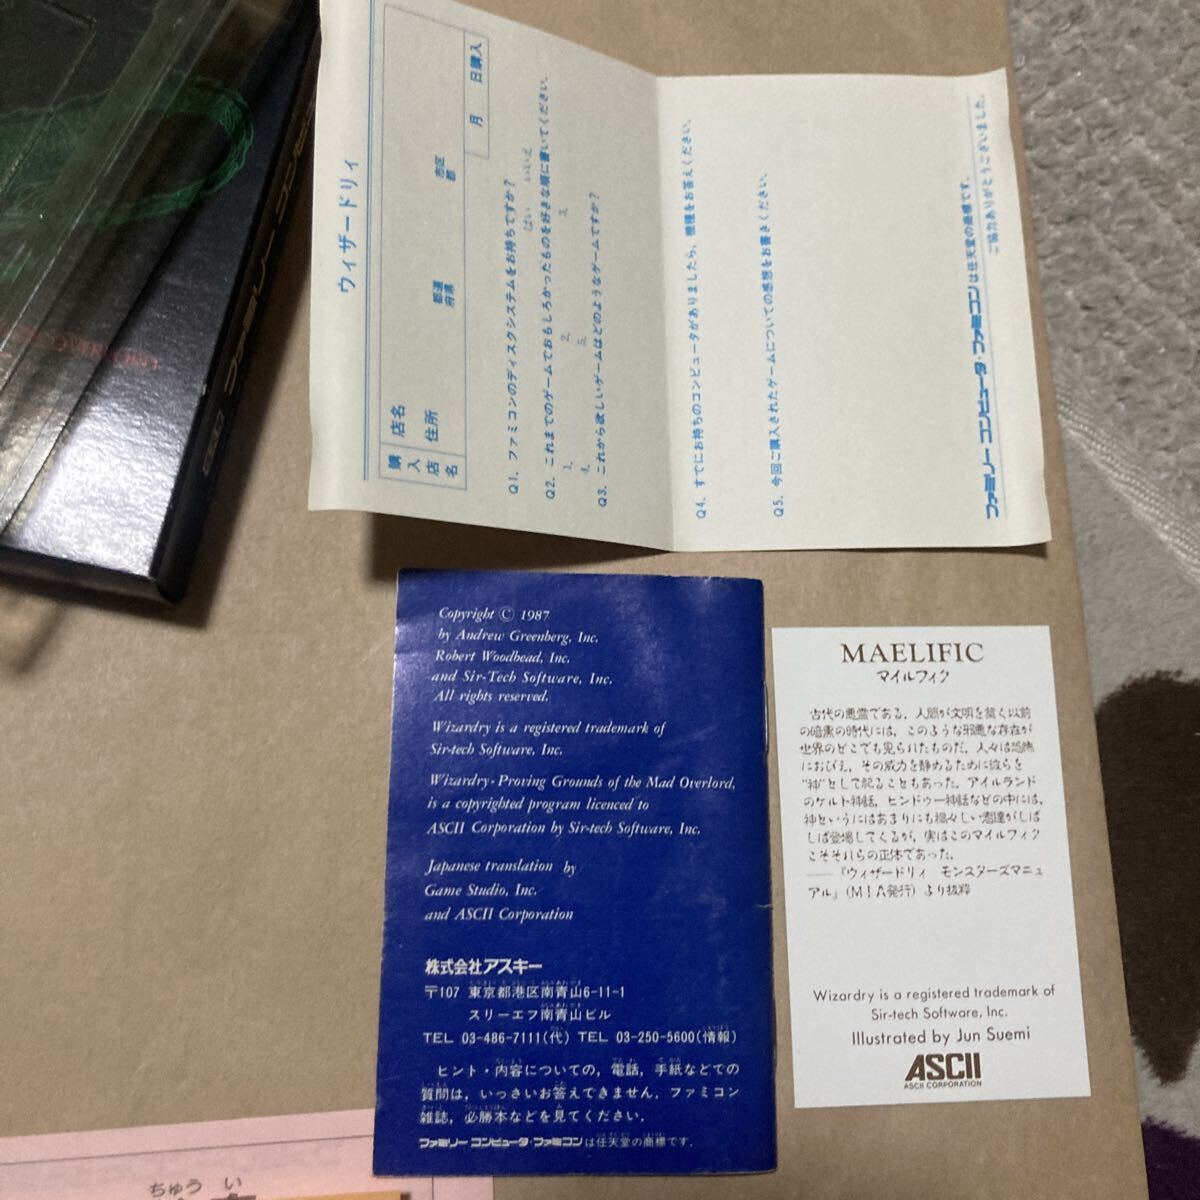 ウィザードリィ
購入店名
店名
住所
都道府県
市区郡
月 日購入
Q1. ファミコンのディスクシステムをお持ちですか?
はい いいえ
Q2. これまでのゲームでおもしろかったものを好きな順に書いてください。
1. 2. 3.
4. 5.
Q3. これから欲しいゲームはどのようなゲームですか?
Q4. すでにお持ちのコンピュータがありましたら、機種をお答えください。
Q5. 今回ご購入されたゲームについての感想をお書きください。
ファミリーコンピュータ・ファミコンは任天堂の商標です。
ご協力ありがとうございました。
ファミリーコンピ
Copyright © 1987
by Andrew Greenberg, Inc.
Robert Woodhead, Inc.
and Sir-Tech Software, Inc.
All rights reserved.
Wizardry is a registered trademark of
Sir-tech Software, Inc.
Wizardry-Proving Grounds of the Mad Overlord,
is a copyrighted program licenced to
ASCII Corporation by Sir-tech Software, Inc.
Japanese translation by
Game Studio, Inc.
and ASCII Corporation
株式会社アスキー
〒107 東京都港区南青山6-11-1
スリーエフ南青山ビル
TEL 03-486-7111(代) TEL 03-250-5600(情報)
ヒント・内容についての,電話,手紙などでの
質問は,いっさいお答えできません.ファミコン
雑誌,必勝本などを見てください.
ファミリーコンピュータ・ファミコンは任天堂の商標です.
MAELIFIC
マイルフィク
古代の悪霊である.人間が文明を築く以前
の暗黒の時代には,このような邪悪な存在が
世界のどこでも見られたものだ.人々は恐怖
におびえ,その威力を静めるために彼らを
"神"として祀ることもあった.アイルランド
のケルト神話,ヒンドゥー神話などの中には,
神というにはあまりにも禍々しい者達がしば
しば登場してくるが,実はこのマイルフィク
こそそれらの正体であった.
——『ウィザードリィ モンスターズマニュ
アル』(MIA発行)より抜粋
Wizardry is a registered trademark of
Sir-tech Software, Inc.
Illustrated by Jun Suemi
ASCII
ASCII CORPORATION
ちゅう い